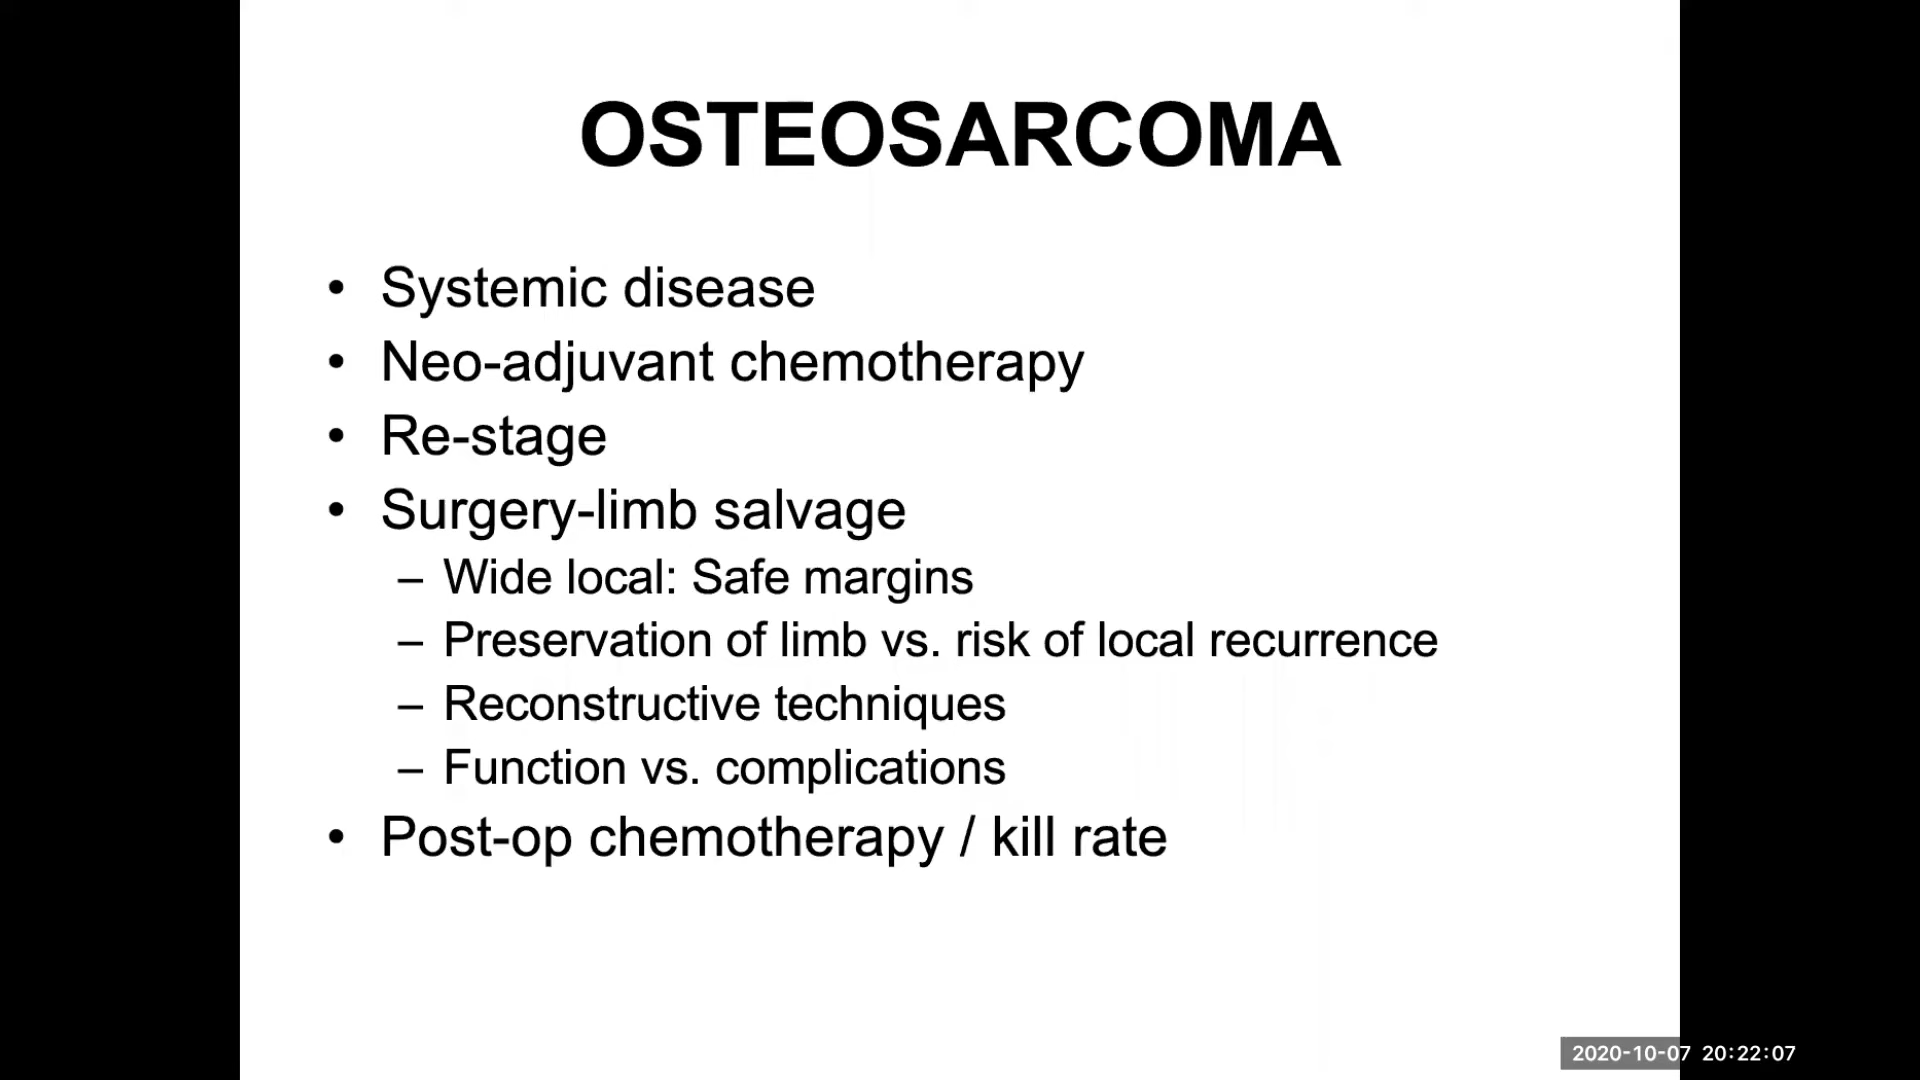 OSTEOSARCOMA
• Systemic disease
• Neo-adjuvant chemotherapy
• Re-stage
• Surgery-limb salvage
– Wide local: Safe margins
– Preservation of limb vs. risk of local recurrence
– Reconstructive techniques
– Function vs. complications
• Post-op chemotherapy / kill rate
2020-10-07 20:22:07